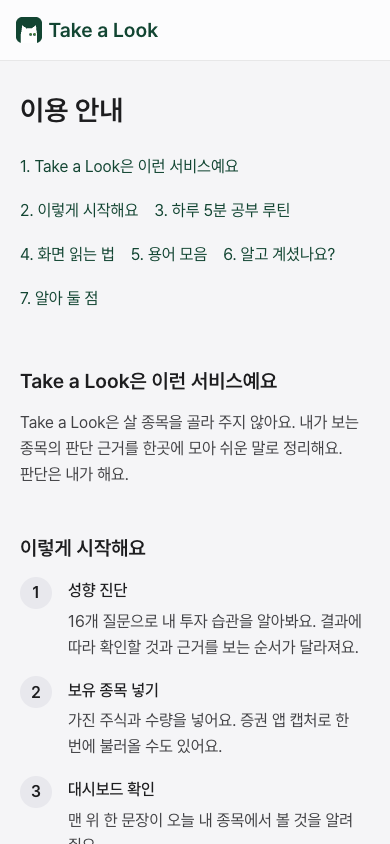 Take a Look
이용 안내
1. Take a Look은 이런 서비스예요
2. 이렇게 시작해요 3. 하루 5분 공부 루틴
4. 화면 읽는 법 5. 용어 모음 6. 알고 계셨나요?
7. 알아 둘 점
Take a Look은 이런 서비스예요
Take a Look은 살 종목을 골라 주지 않아요. 내가 보는
종목의 판단 근거를 한곳에 모아 쉬운 말로 정리해요.
판단은 내가 해요.
이렇게 시작해요
1 성향 진단
16개 질문으로 내 투자 습관을 알아봐요. 결과에
따라 확인할 것과 근거를 보는 순서가 달라져요.
2 보유 종목 넣기
가진 주식과 수량을 넣어요. 증권 앱 캡처로 한
번에 불러올 수도 있어요.
3 대시보드 확인
맨 위 한 문장이 오늘 내 종목에서 볼 것을 알려